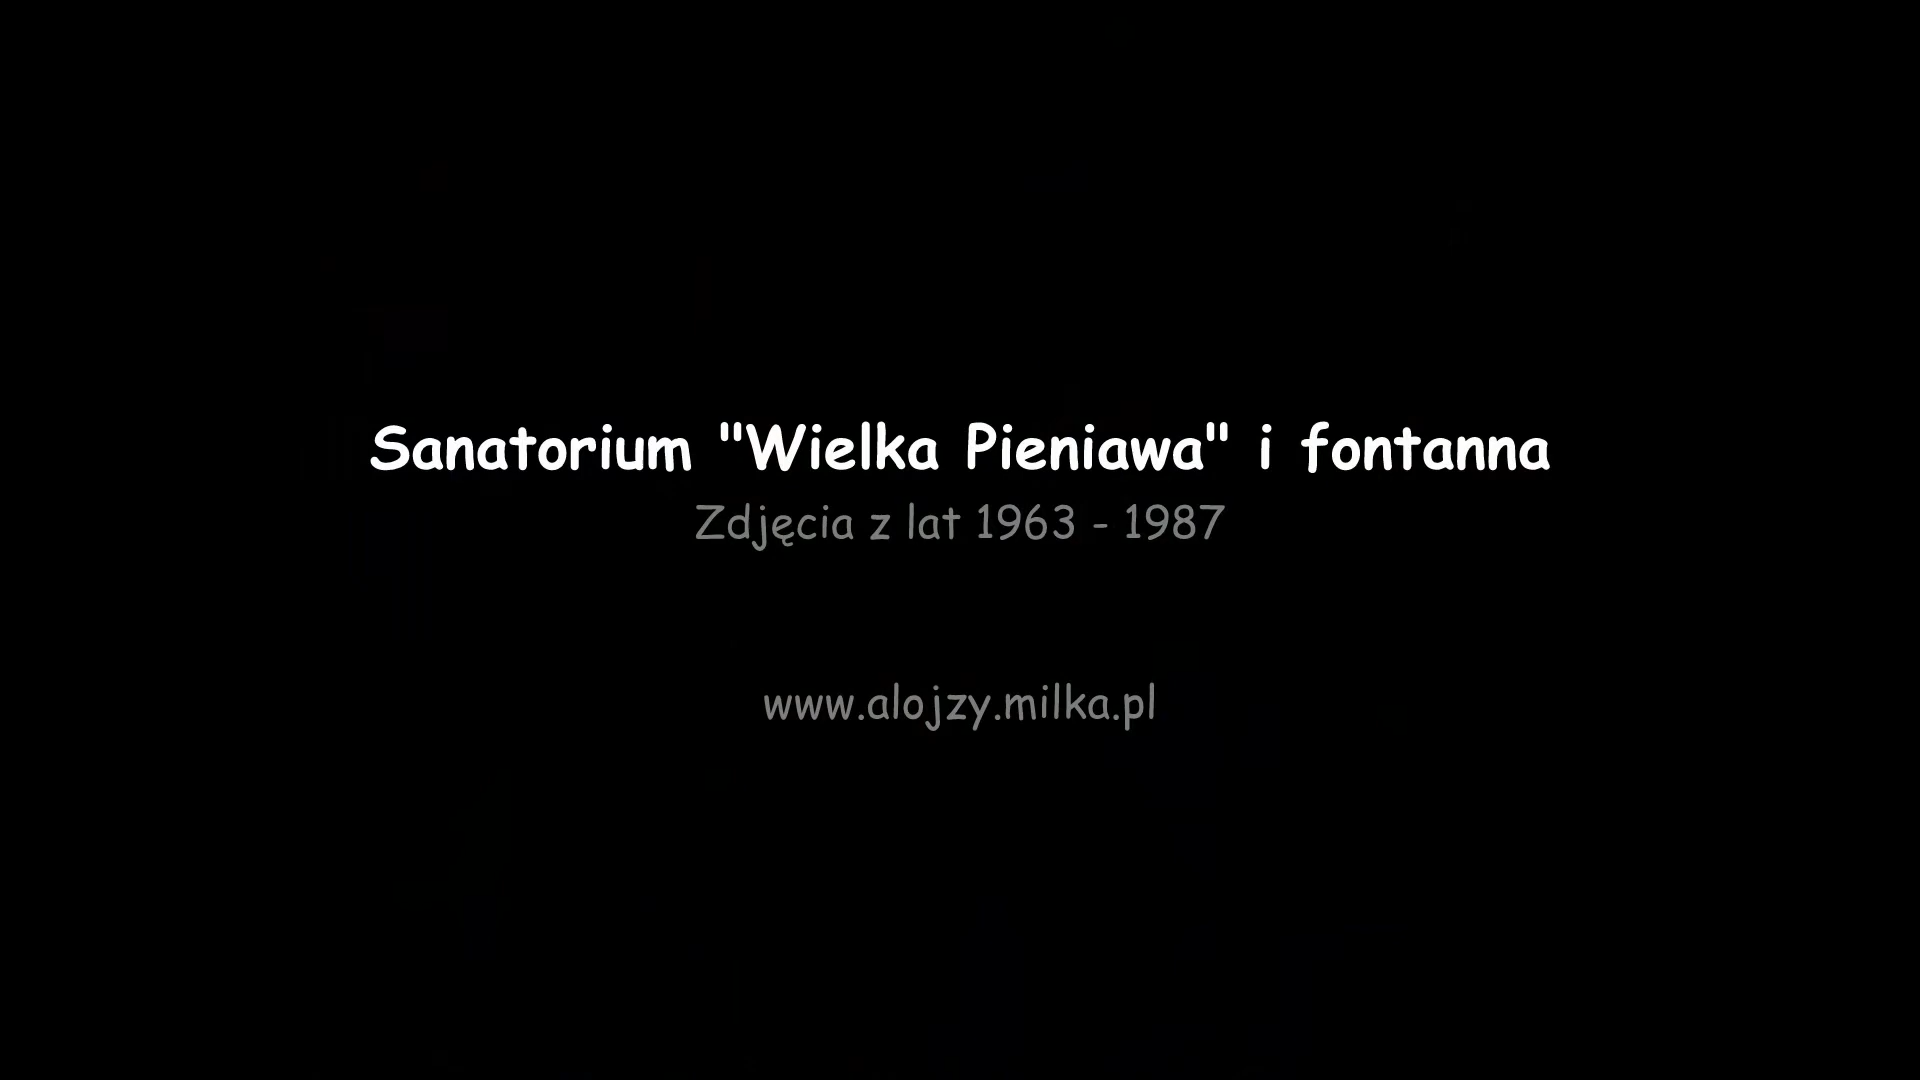 Sanatorium "Wielka Pieniawa" i fontanna
Zdjęcia z lat 1963 - 1987
www.alojzy.milka.pl